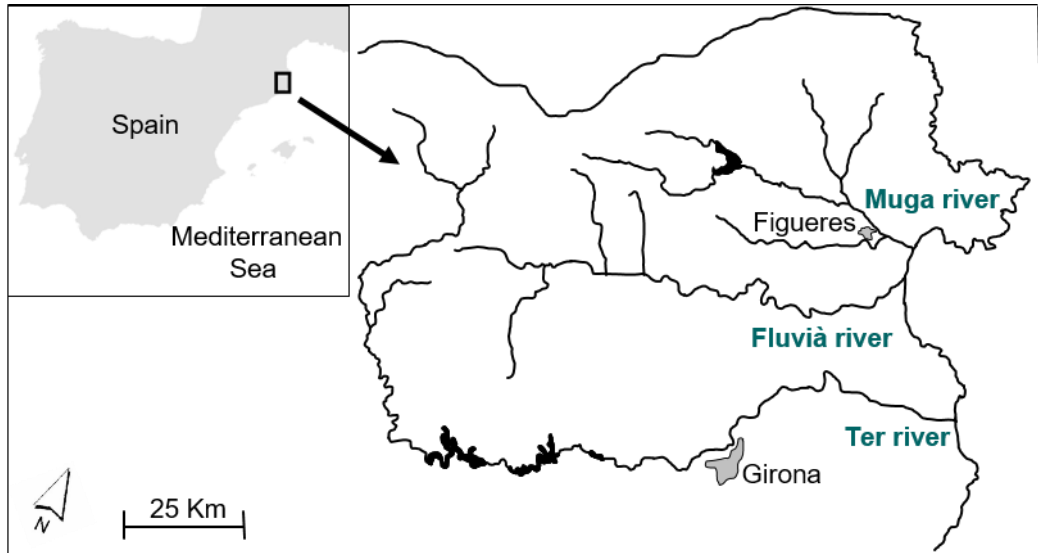 Spain
Mediterranean
Sea
Muga river
Figueres
Fluvià river
Ter river
Girona
N
25 Km